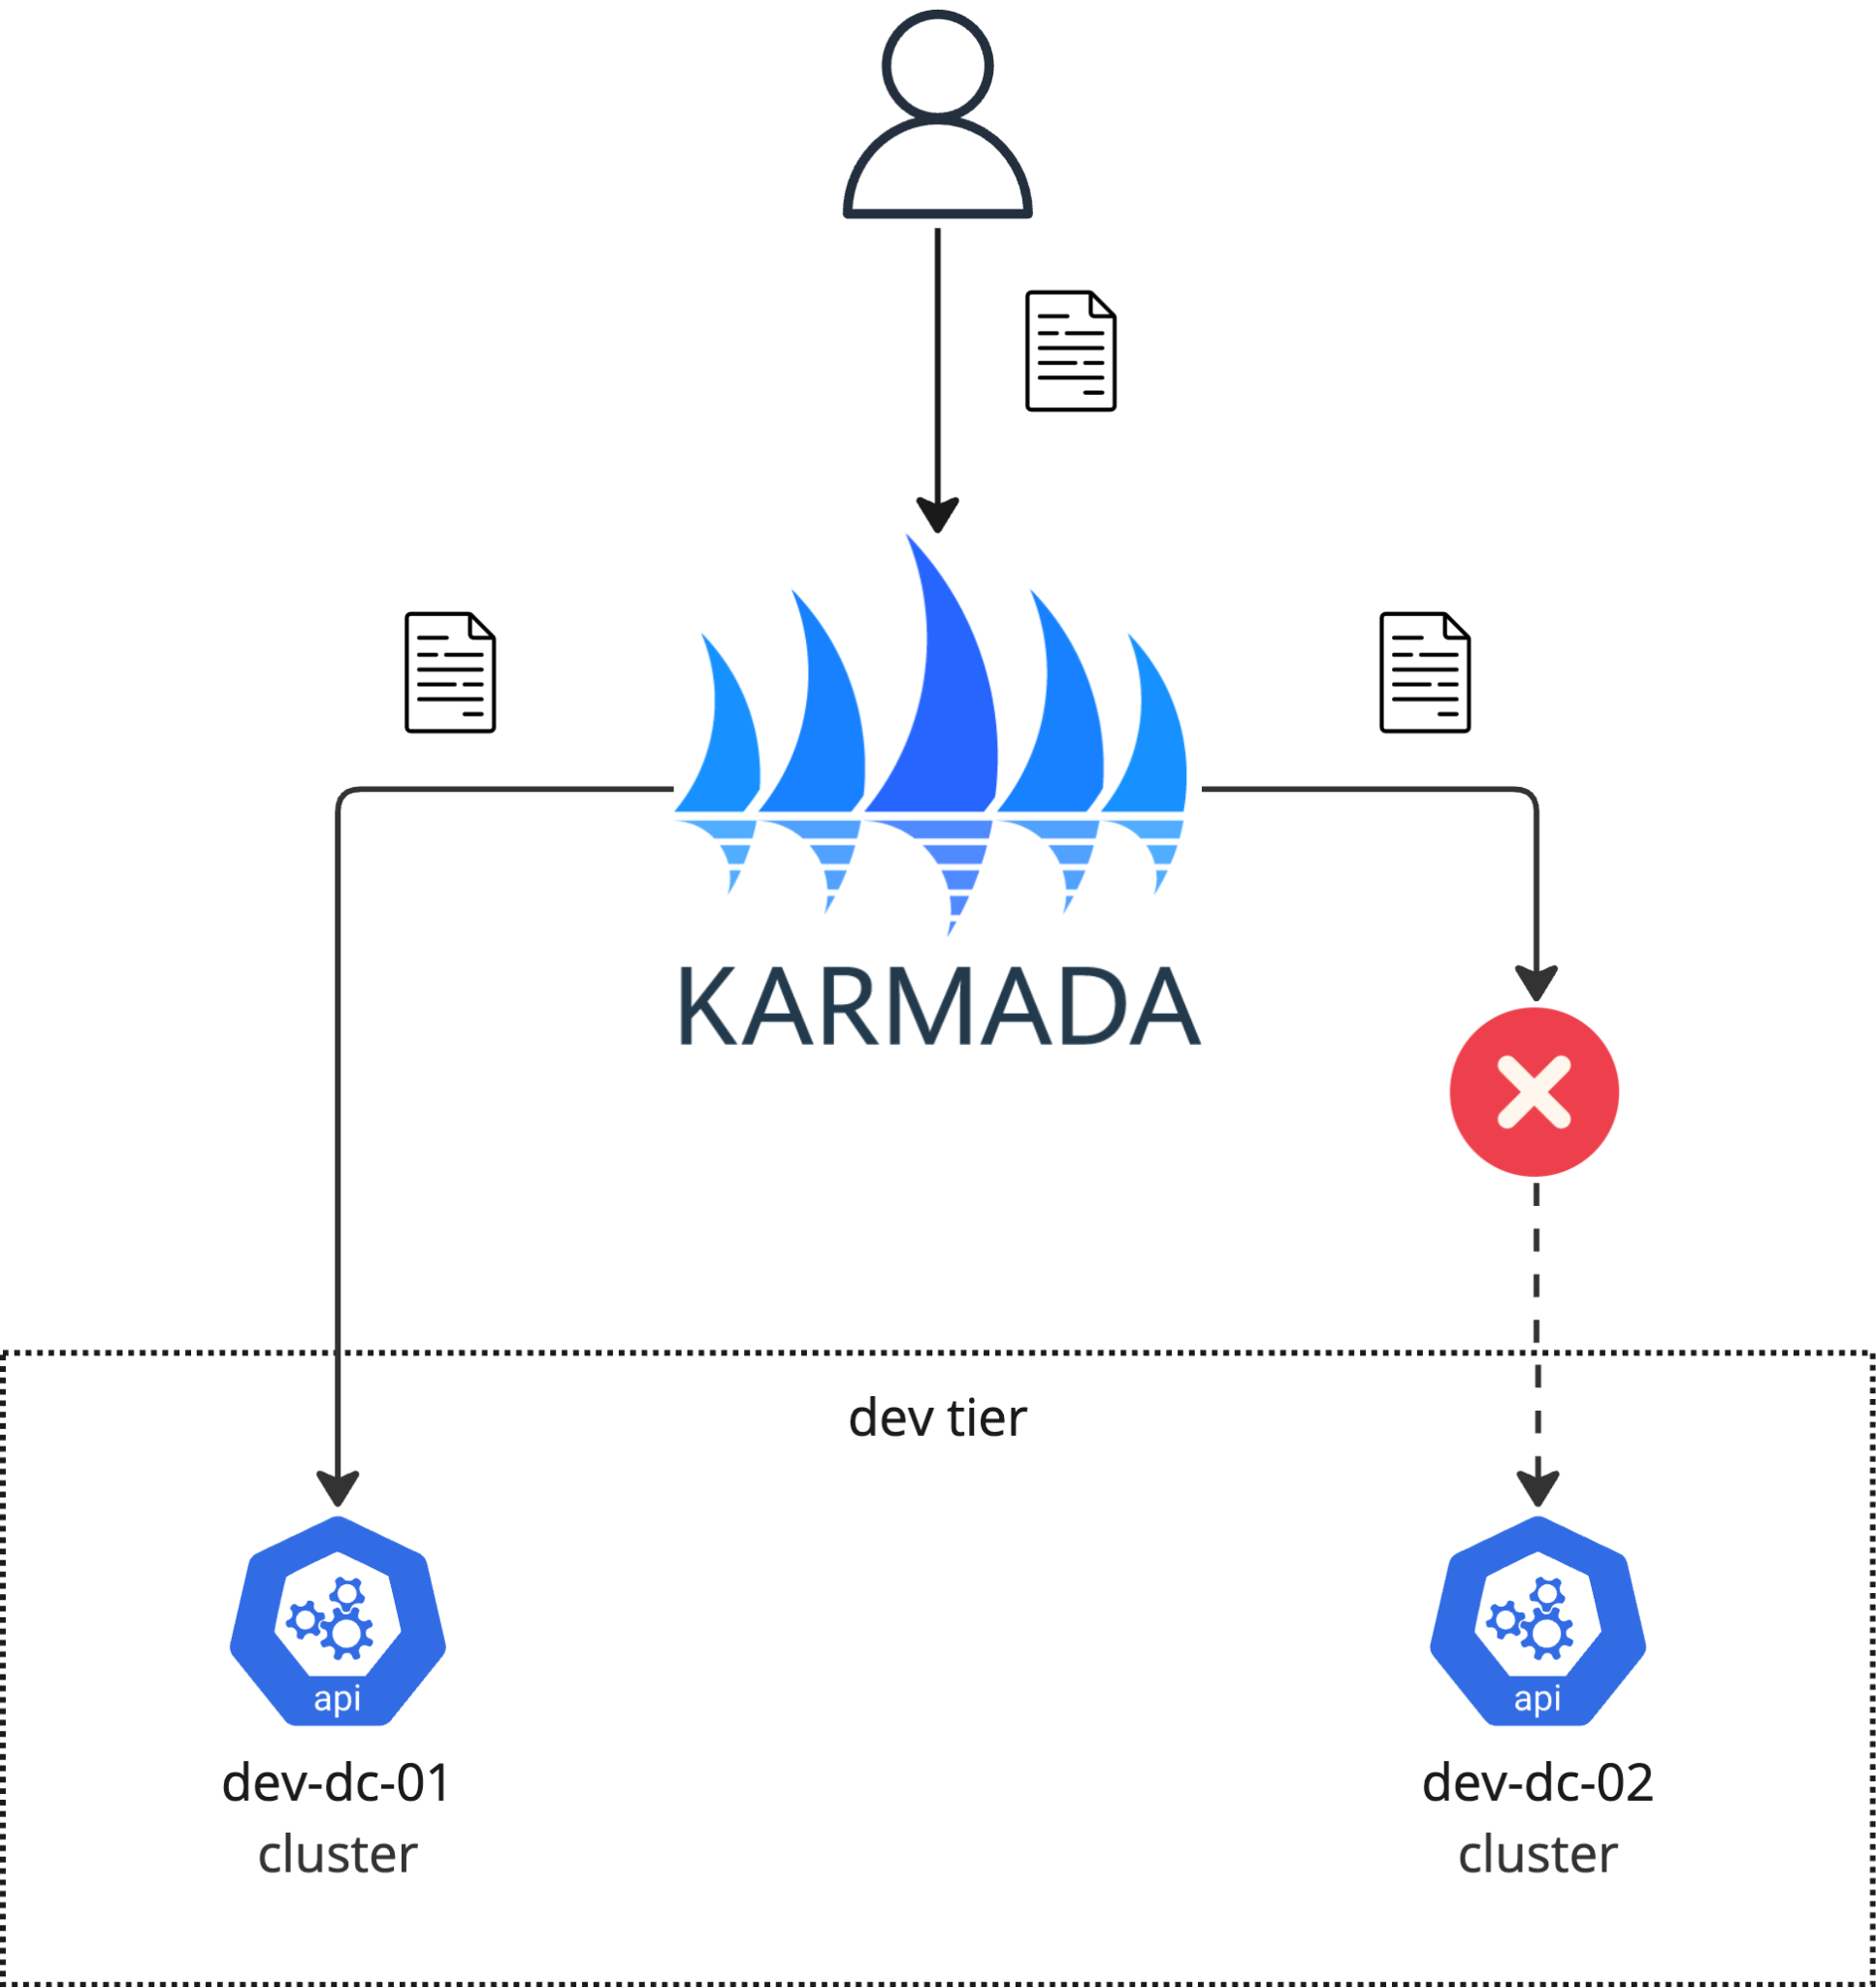 KARMADA
dev tier
api
api
dev-dc-01
cluster
dev-dc-02
cluster